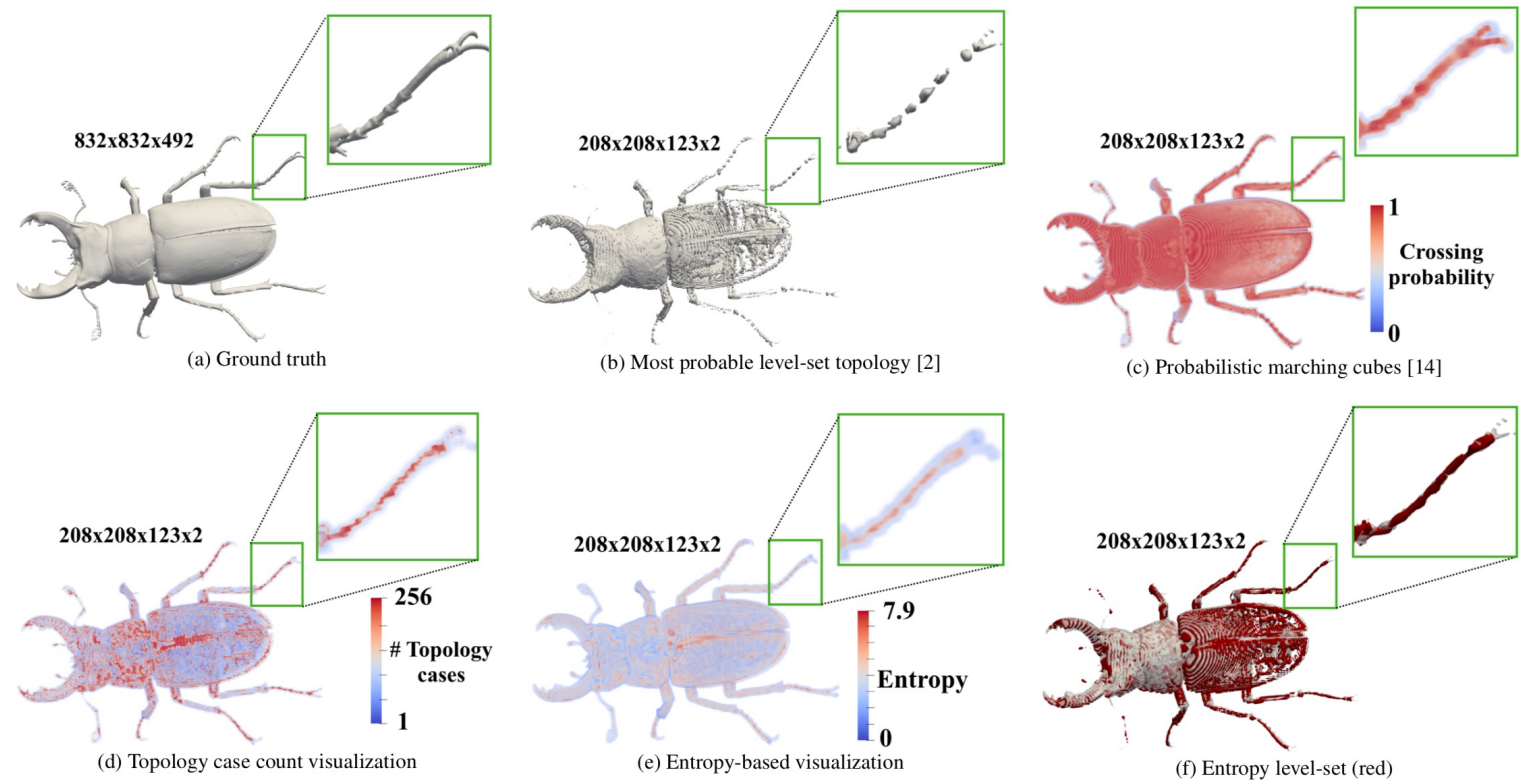 832x832x492
(a) Ground truth
208x208x123x2
(b) Most probable level-set topology [2]
208x208x123x2
1
Crossing
probability
0
(c) Probabilistic marching cubes [14]
208x208x123x2
256
# Topology
cases
1
(d) Topology case count visualization
208x208x123x2
7.9
Entropy
0
(e) Entropy-based visualization
208x208x123x2
(f) Entropy level-set (red)